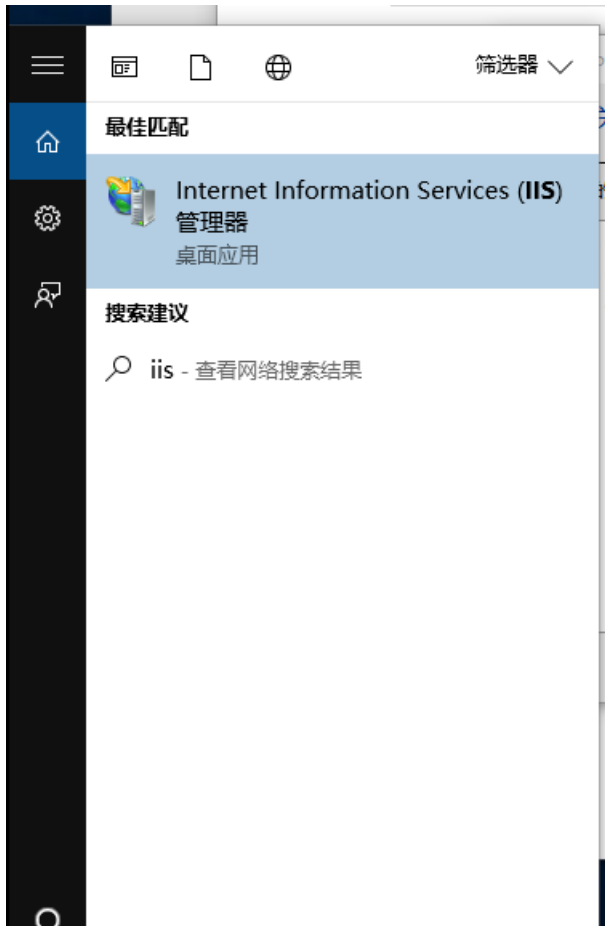 筛选器
最佳匹配
Internet Information Services (IIS)
管理器
桌面应用
搜索建议
iis - 查看网络搜索结果